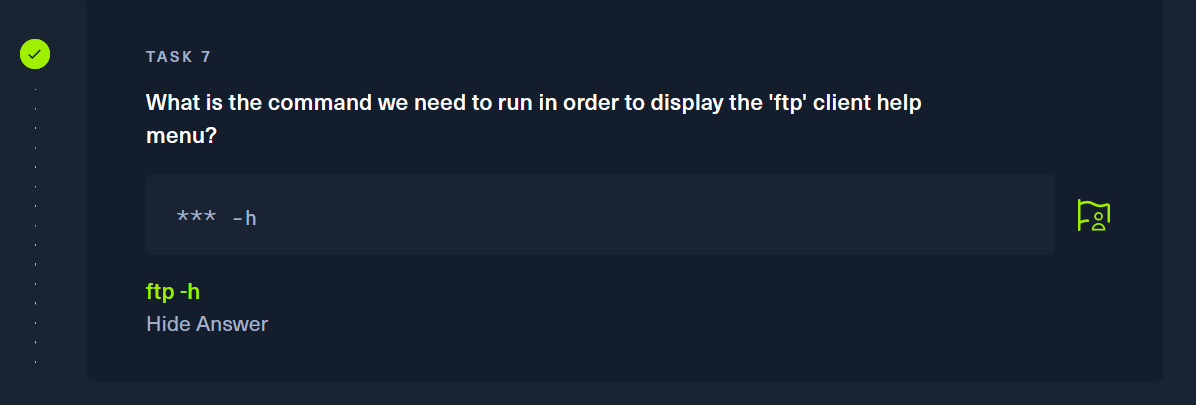 TASK 7
What is the command we need to run in order to display the 'ftp' client help
menu?
*** -h
ftp -h
Hide Answer